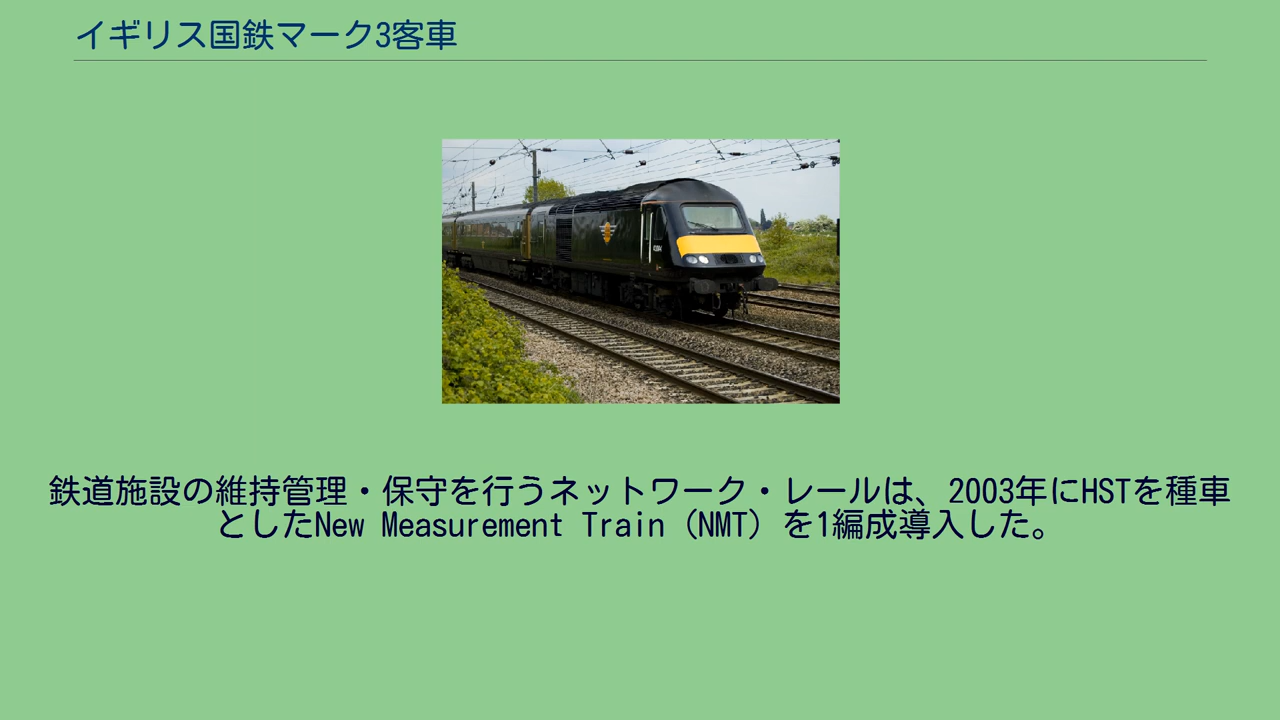 イギリス国鉄マーク3客車
鉄道施設の維持管理・保守を行うネットワーク・レールは、2003年にHSTを種車
としたNew Measurement Train（NMT）を1編成導入した。